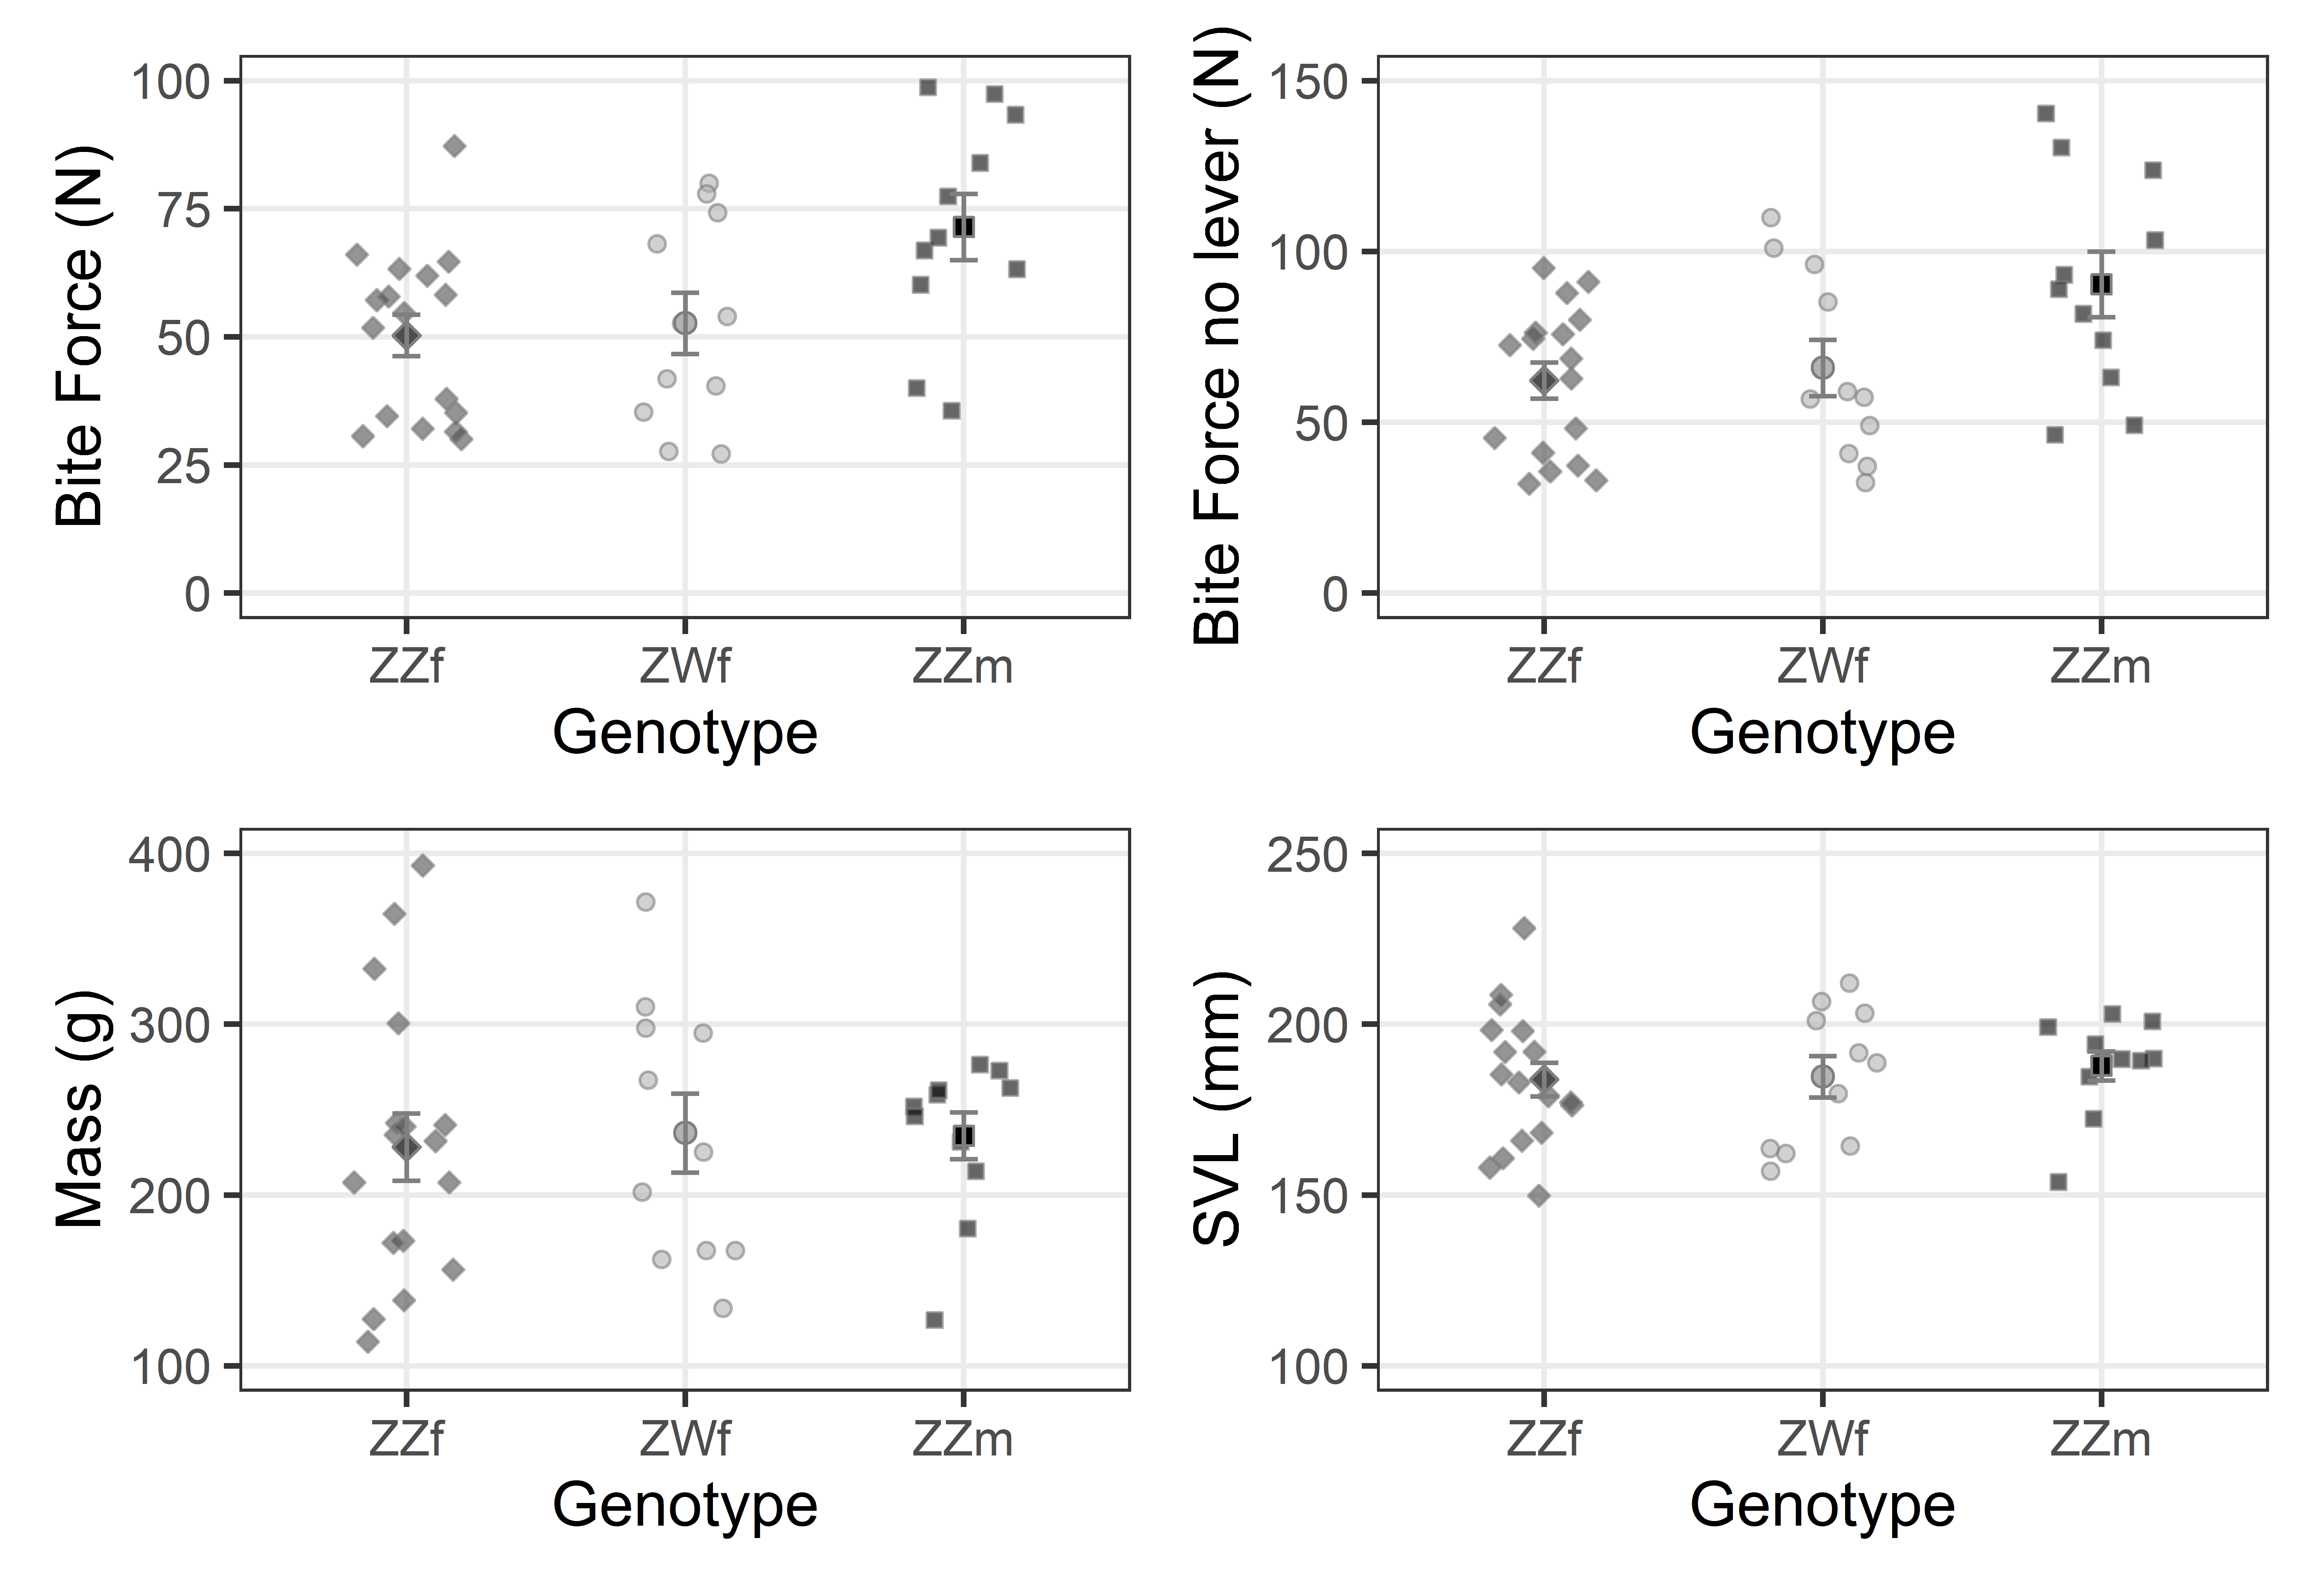 Bite Force (N)
100
75
50
25
0
ZZf ZWf ZZm
Genotype
Bite Force no lever (N)
150
100
50
0
ZZf ZWf ZZm
Genotype
Mass (g)
400
300
200
100
ZZf ZWf ZZm
Genotype
SVL (mm)
250
200
150
100
ZZf ZWf ZZm
Genotype